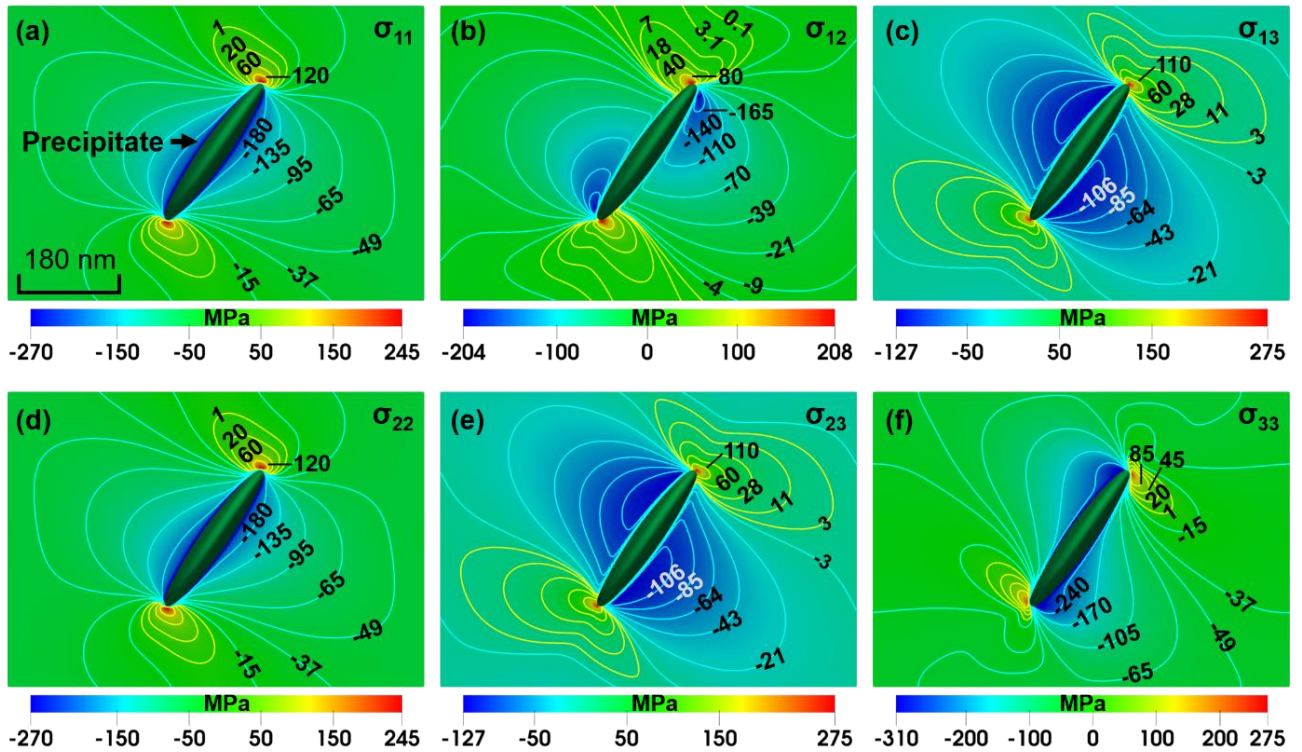 (a)
σ11
1
20
60
120
Precipitate
-180
-135
-95
-65
-49
-37
-15
180 nm
MPa
-270 -150 -50 50 150 245
(b)
σ12
7
18
40
3.1
0.1
80
-165
-140
-110
-70
-39
-21
-9
-4
MPa
-204 -100 0 100 208
(c)
σ13
110
60
28
11
3
-3
-106
-85
-64
-43
-21
MPa
-127 -50 50 150 275
(d)
σ22
1
20
60
120
-180
-135
-95
-65
-49
-37
-15
MPa
-270 -150 -50 50 150 245
(e)
σ23
110
60
28
11
3
-3
-106
-85
-64
-43
-21
MPa
-127 -50 50 150 275
(f)
σ33
85
45
20
1
-15
-37
-49
-240
-170
-105
-65
MPa
-310 -200 -100 0 100 200 275